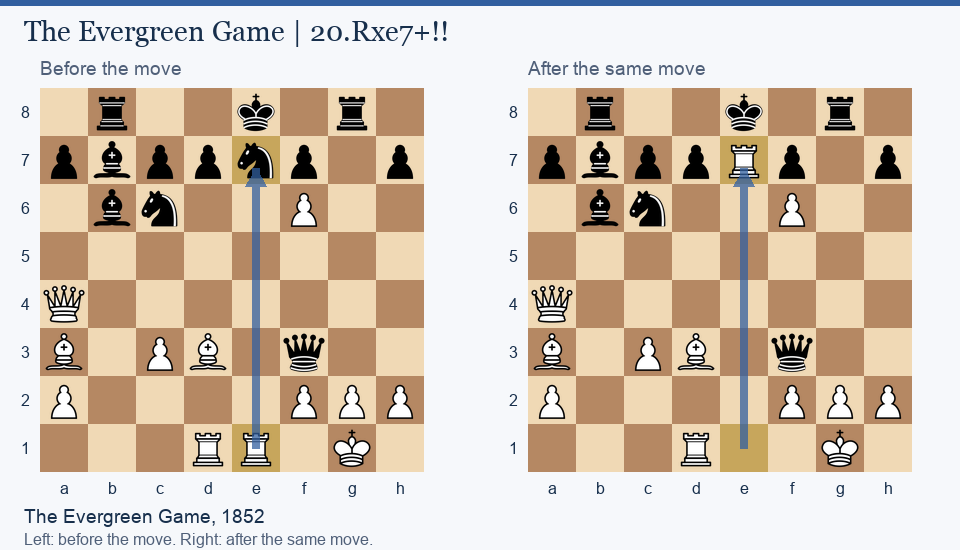 The Evergreen Game | 20.Rxe7+!!
Before the move
After the same move
8
7
6
5
4
3
2
1
a b c d e f g h
8
7
6
5
4
3
2
1
a b c d e f g h
The Evergreen Game, 1852
Left: before the move. Right: after the same move.